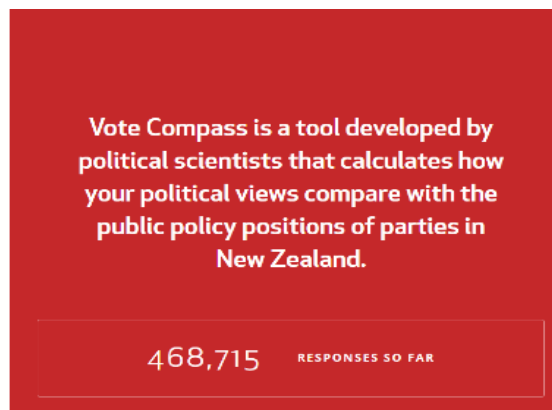 Vote Compass is a tool developed by
political scientists that calculates how
your political views compare with the
public policy positions of parties in
New Zealand.
468,715 RESPONSES SO FAR